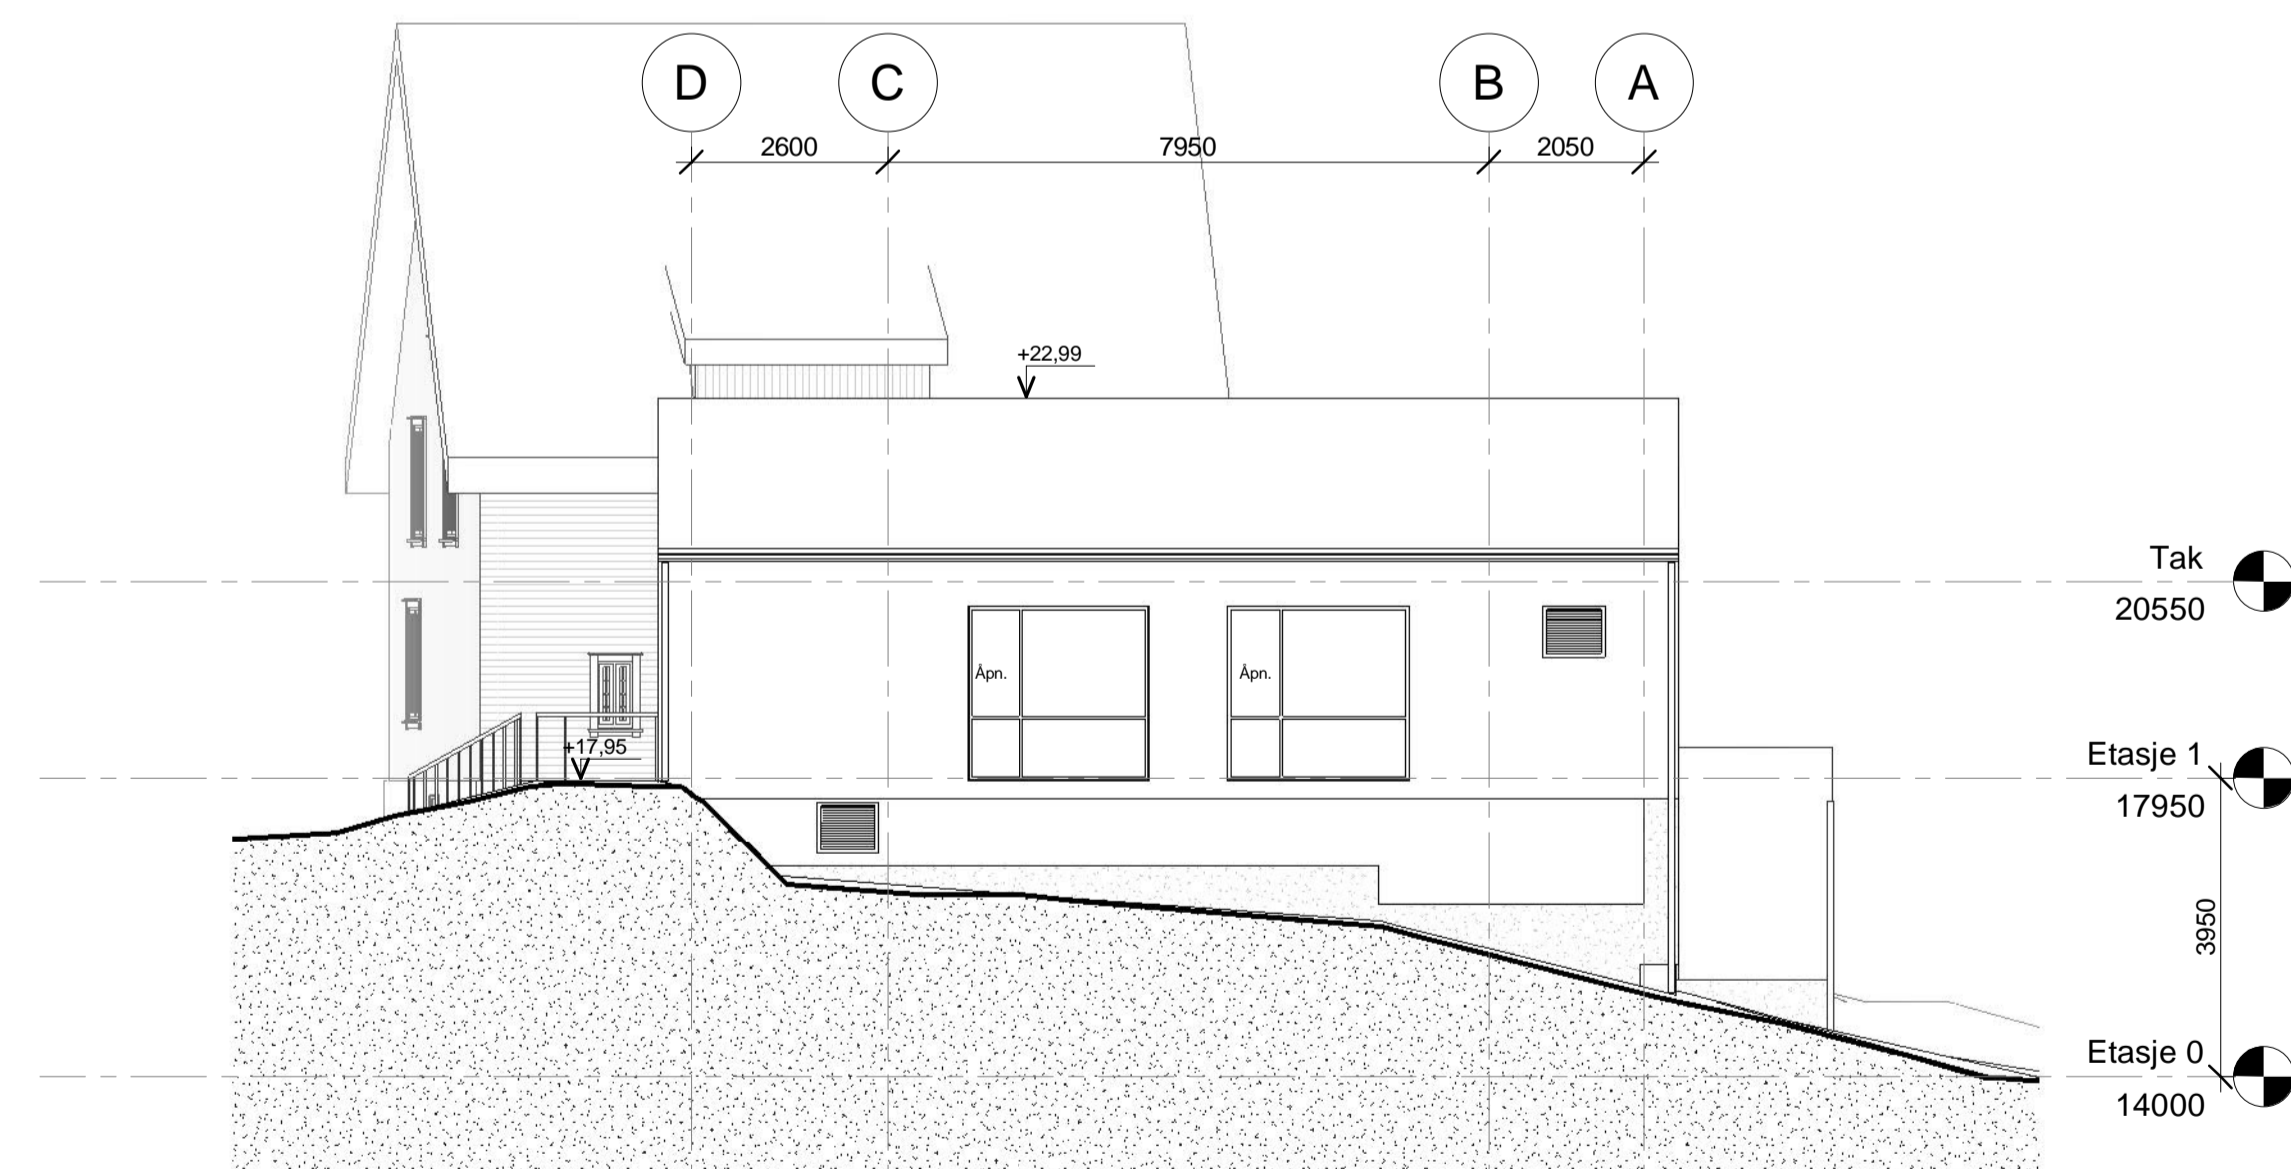 D
C
B
A
2600
7950
2050
+22,99
Tak
20550
Åpn.
Åpn.
+17,95
Etasje 1
17950
3950
Etasje 0
14000